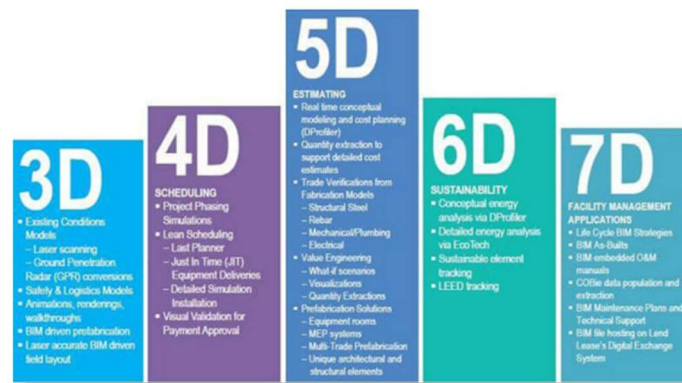 3D
▪ Existing Conditions
Models
– Laser scanning
– Ground Penetration
Radar (GPR) conversions
▪ Safety & Logistics Models
▪ Animations, renderings,
walkthroughs
▪ BIM driven prefabrication
▪ Laser accurate BIM driven
field layout
4D
SCHEDULING
▪ Project Phasing
Simulations
▪ Lean Scheduling
– Last Planner
– Just In Time (JIT)
Equipment Deliveries
– Detailed Simulation
Installation
▪ Visual Validation for
Payment Approval
5D
ESTIMATING
▪ Real time conceptual
modeling and cost planning
(DProfiler)
▪ Quantity extraction to
support detailed cost
estimates
▪ Trade Verifications from
Fabrication Models
– Structural Steel
– Rebar
– Mechanical/Plumbing
– Electrical
▪ Value Engineering
– What-if scenarios
– Visualizations
– Quantity Extractions
▪ Prefabrication Solutions
– Equipment rooms
– MEP systems
– Multi-Trade Prefabrication
– Unique architectural and
structural elements
6D
SUSTAINABILITY
▪ Conceptual energy
analysis via DProfiler
▪ Detailed energy analysis
via EcoTech
▪ Sustainable element
tracking
▪ LEED tracking
7D
FACILITY MANAGEMENT
APPLICATIONS
▪ Life Cycle BIM Strategies
▪ BIM As-Builts
▪ BIM embedded O&M
manuals
▪ COBie data population and
extraction
▪ BIM Maintenance Plans and
Technical Support
▪ BIM file hosting on Lend
Lease's Digital Exchange
System